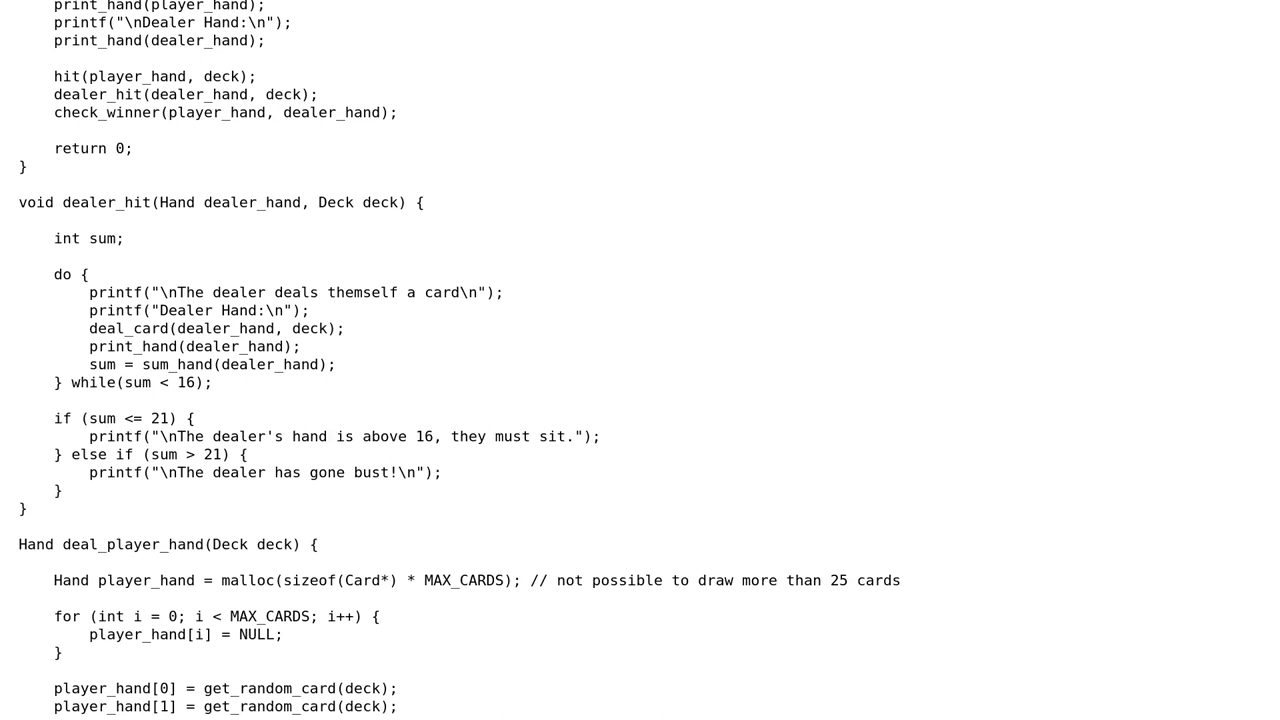 print_hand(player_hand);
    printf("\nDealer Hand:\n");
    print_hand(dealer_hand);

    hit(player_hand, deck);
    dealer_hit(dealer_hand, deck);
    check_winner(player_hand, dealer_hand);

    return 0;
}

void dealer_hit(Hand dealer_hand, Deck deck) {

    int sum;

    do {
        printf("\nThe dealer deals themself a card\n");
        printf("Dealer Hand:\n");
        deal_card(dealer_hand, deck);
        print_hand(dealer_hand);
        sum = sum_hand(dealer_hand);
    } while(sum < 16);

    if (sum <= 21) {
        printf("\nThe dealer's hand is above 16, they must sit.");
    } else if (sum > 21) {
        printf("\nThe dealer has gone bust!\n");
    }
}

Hand deal_player_hand(Deck deck) {

    Hand player_hand = malloc(sizeof(Card*) * MAX_CARDS); // not possible to draw more than 25 cards

    for (int i = 0; i < MAX_CARDS; i++) {
        player_hand[i] = NULL;
    }

    player_hand[0] = get_random_card(deck);
    player_hand[1] = get_random_card(deck);